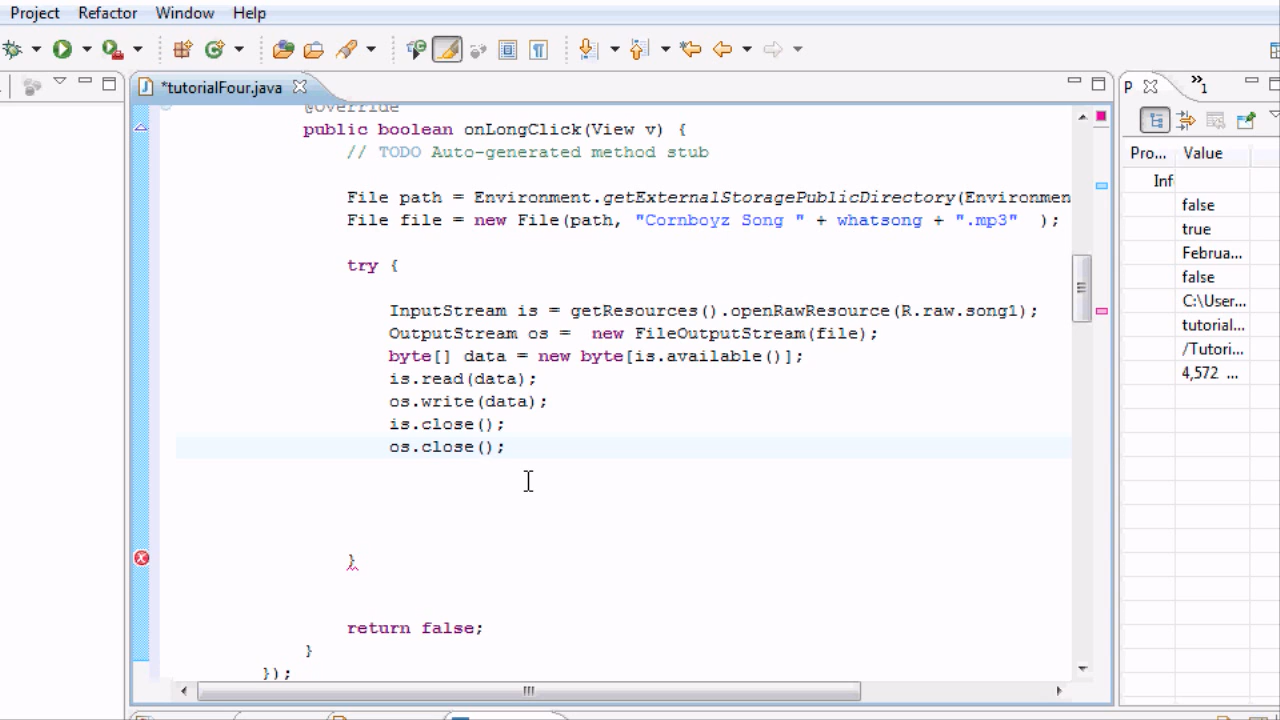 Project Refactor Window Help
*tutorialFour.java
P
1
@Override
public boolean onLongClick(View v) {
// TODO Auto-generated method stub
File path = Environment.getExternalStoragePublicDirectory(Environmen
File file = new File(path, "Cornboyz Song " + whatsong + ".mp3" );
try {
InputStream is = getResources().openRawResource(R.raw.song1);
OutputStream os = new FileOutputStream(file);
byte[] data = new byte[is.available()];
is.read(data);
os.write(data);
is.close();
os.close();
}
return false;
}
});
Pro... Value
Inf
false
true
Februa...
false
C:\User...
tutorial...
/Tutori...
4,572 ...